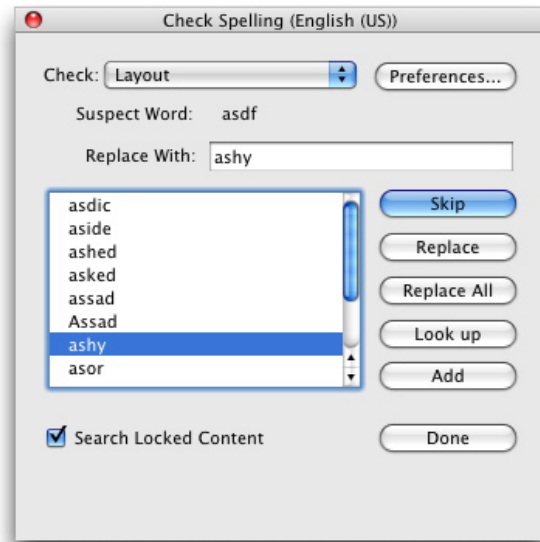 Check Spelling (English (US))
Check: Layout
Preferences...
Suspect Word: asdf
Replace With: ashy
asdic
aside
ashed
asked
assad
Assad
ashy
asor
Skip
Replace
Replace All
Look up
Add
Search Locked Content
Done